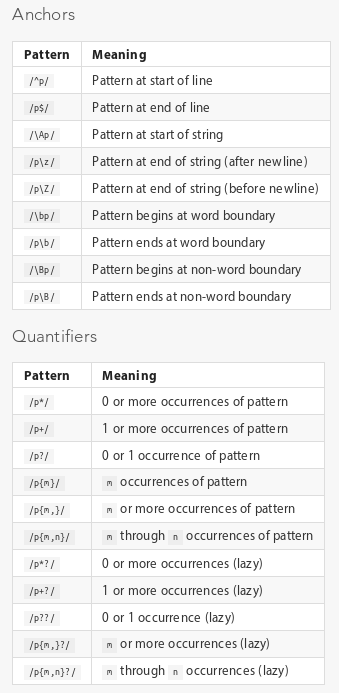 Anchors
Pattern Meaning
/^p/ Pattern at start of line
/p$/ Pattern at end of line
/\Ap/ Pattern at start of string
/p\z/ Pattern at end of string (after newline)
/p\Z/ Pattern at end of string (before newline)
/\bp/ Pattern begins at word boundary
/p\b/ Pattern ends at word boundary
/\Bp/ Pattern begins at non-word boundary
/p\B/ Pattern ends at non-word boundary
Quantifiers
Pattern Meaning
/p*/ 0 or more occurrences of pattern
/p+/ 1 or more occurrences of pattern
/p?/ 0 or 1 occurrence of pattern
/p{m}/ m occurrences of pattern
/p{m,}/ m or more occurrences of pattern
/p{m,n}/ m through n occurrences of pattern
/p*?/ 0 or more occurrences (lazy)
/p+?/ 1 or more occurrences (lazy)
/p??/ 0 or 1 occurrence (lazy)
/p{m,}?/ m or more occurrences (lazy)
/p{m,n}?/ m through n occurrences (lazy)